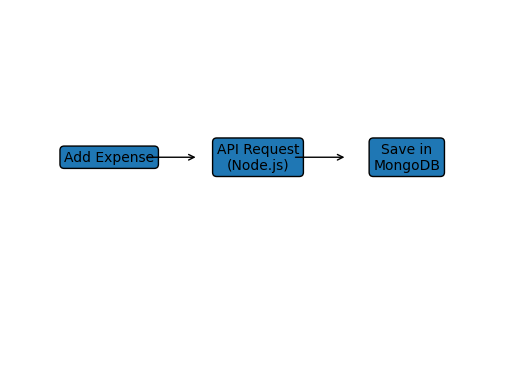 Add Expense
API Request
(Node.js)
Save in
MongoDB